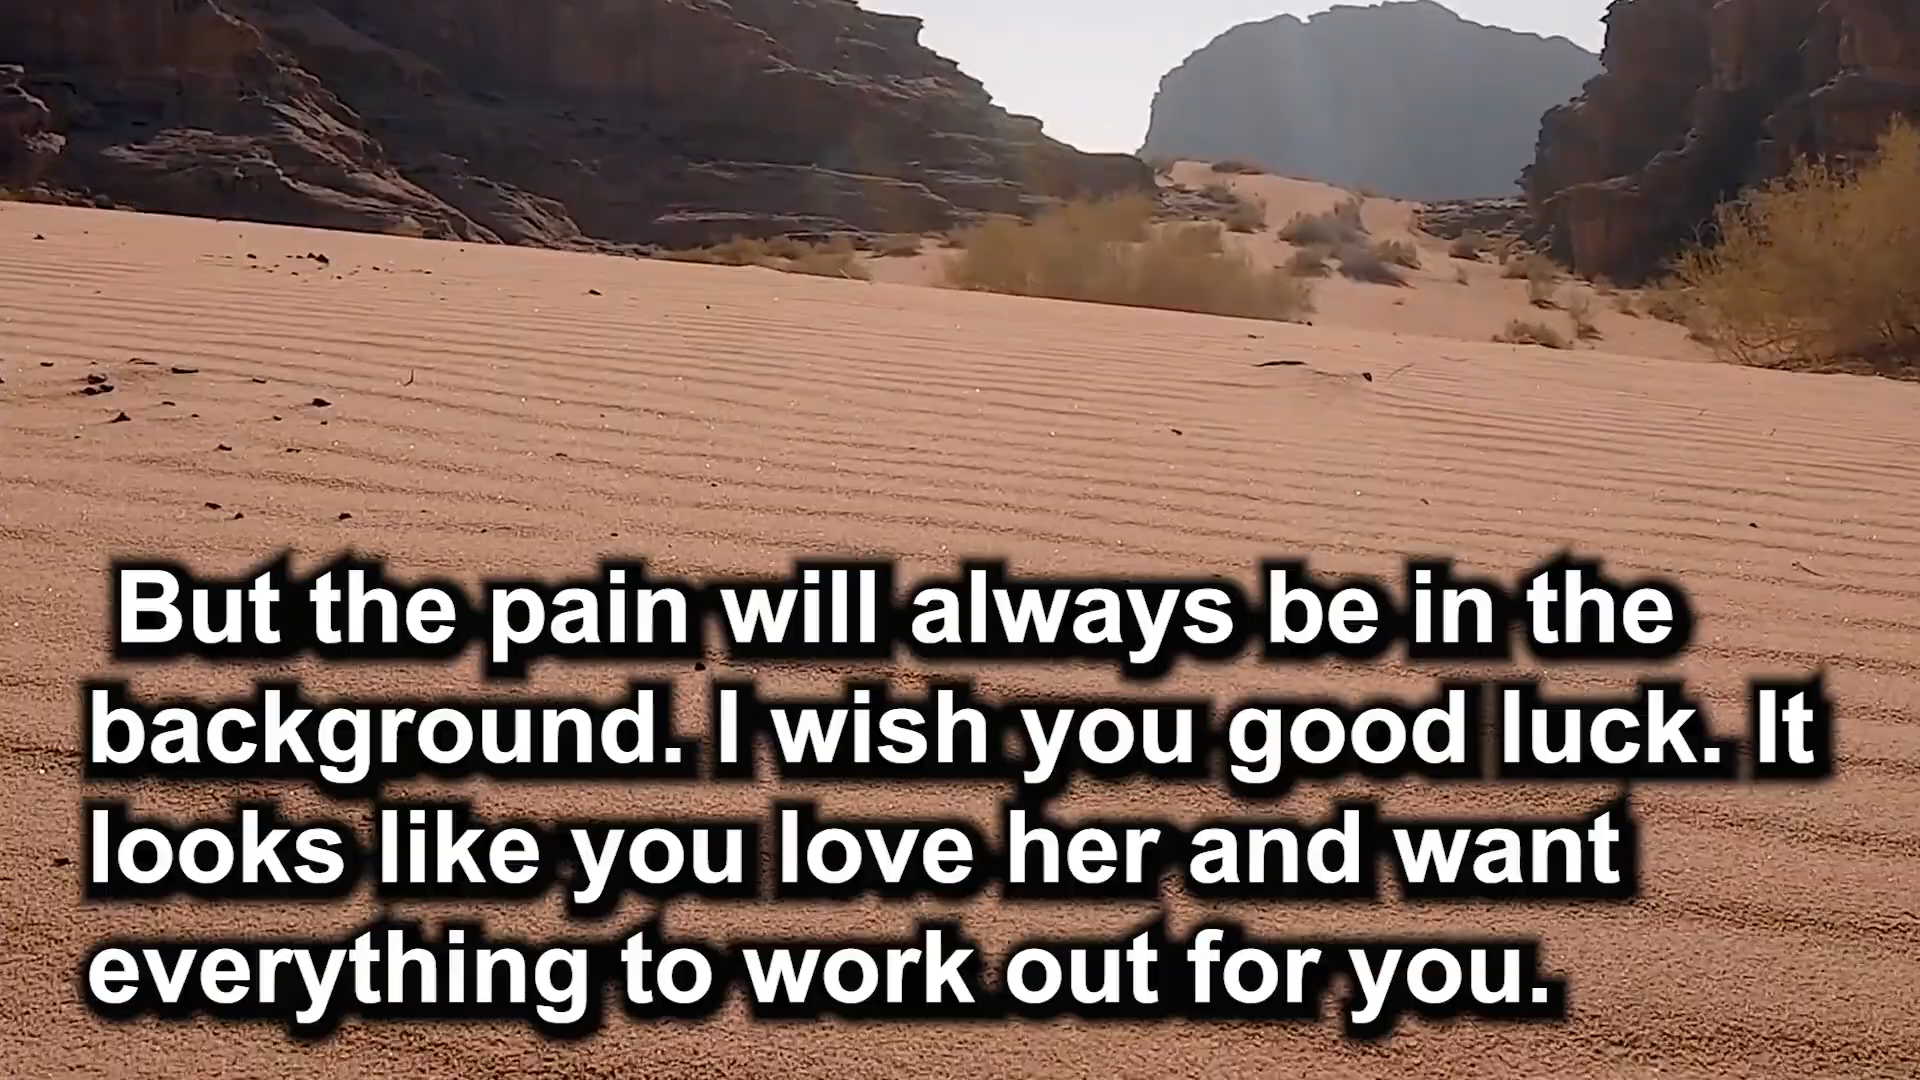 But the pain will always be in the
background. I wish you good luck. It
looks like you love her and want
everything to work out for you.